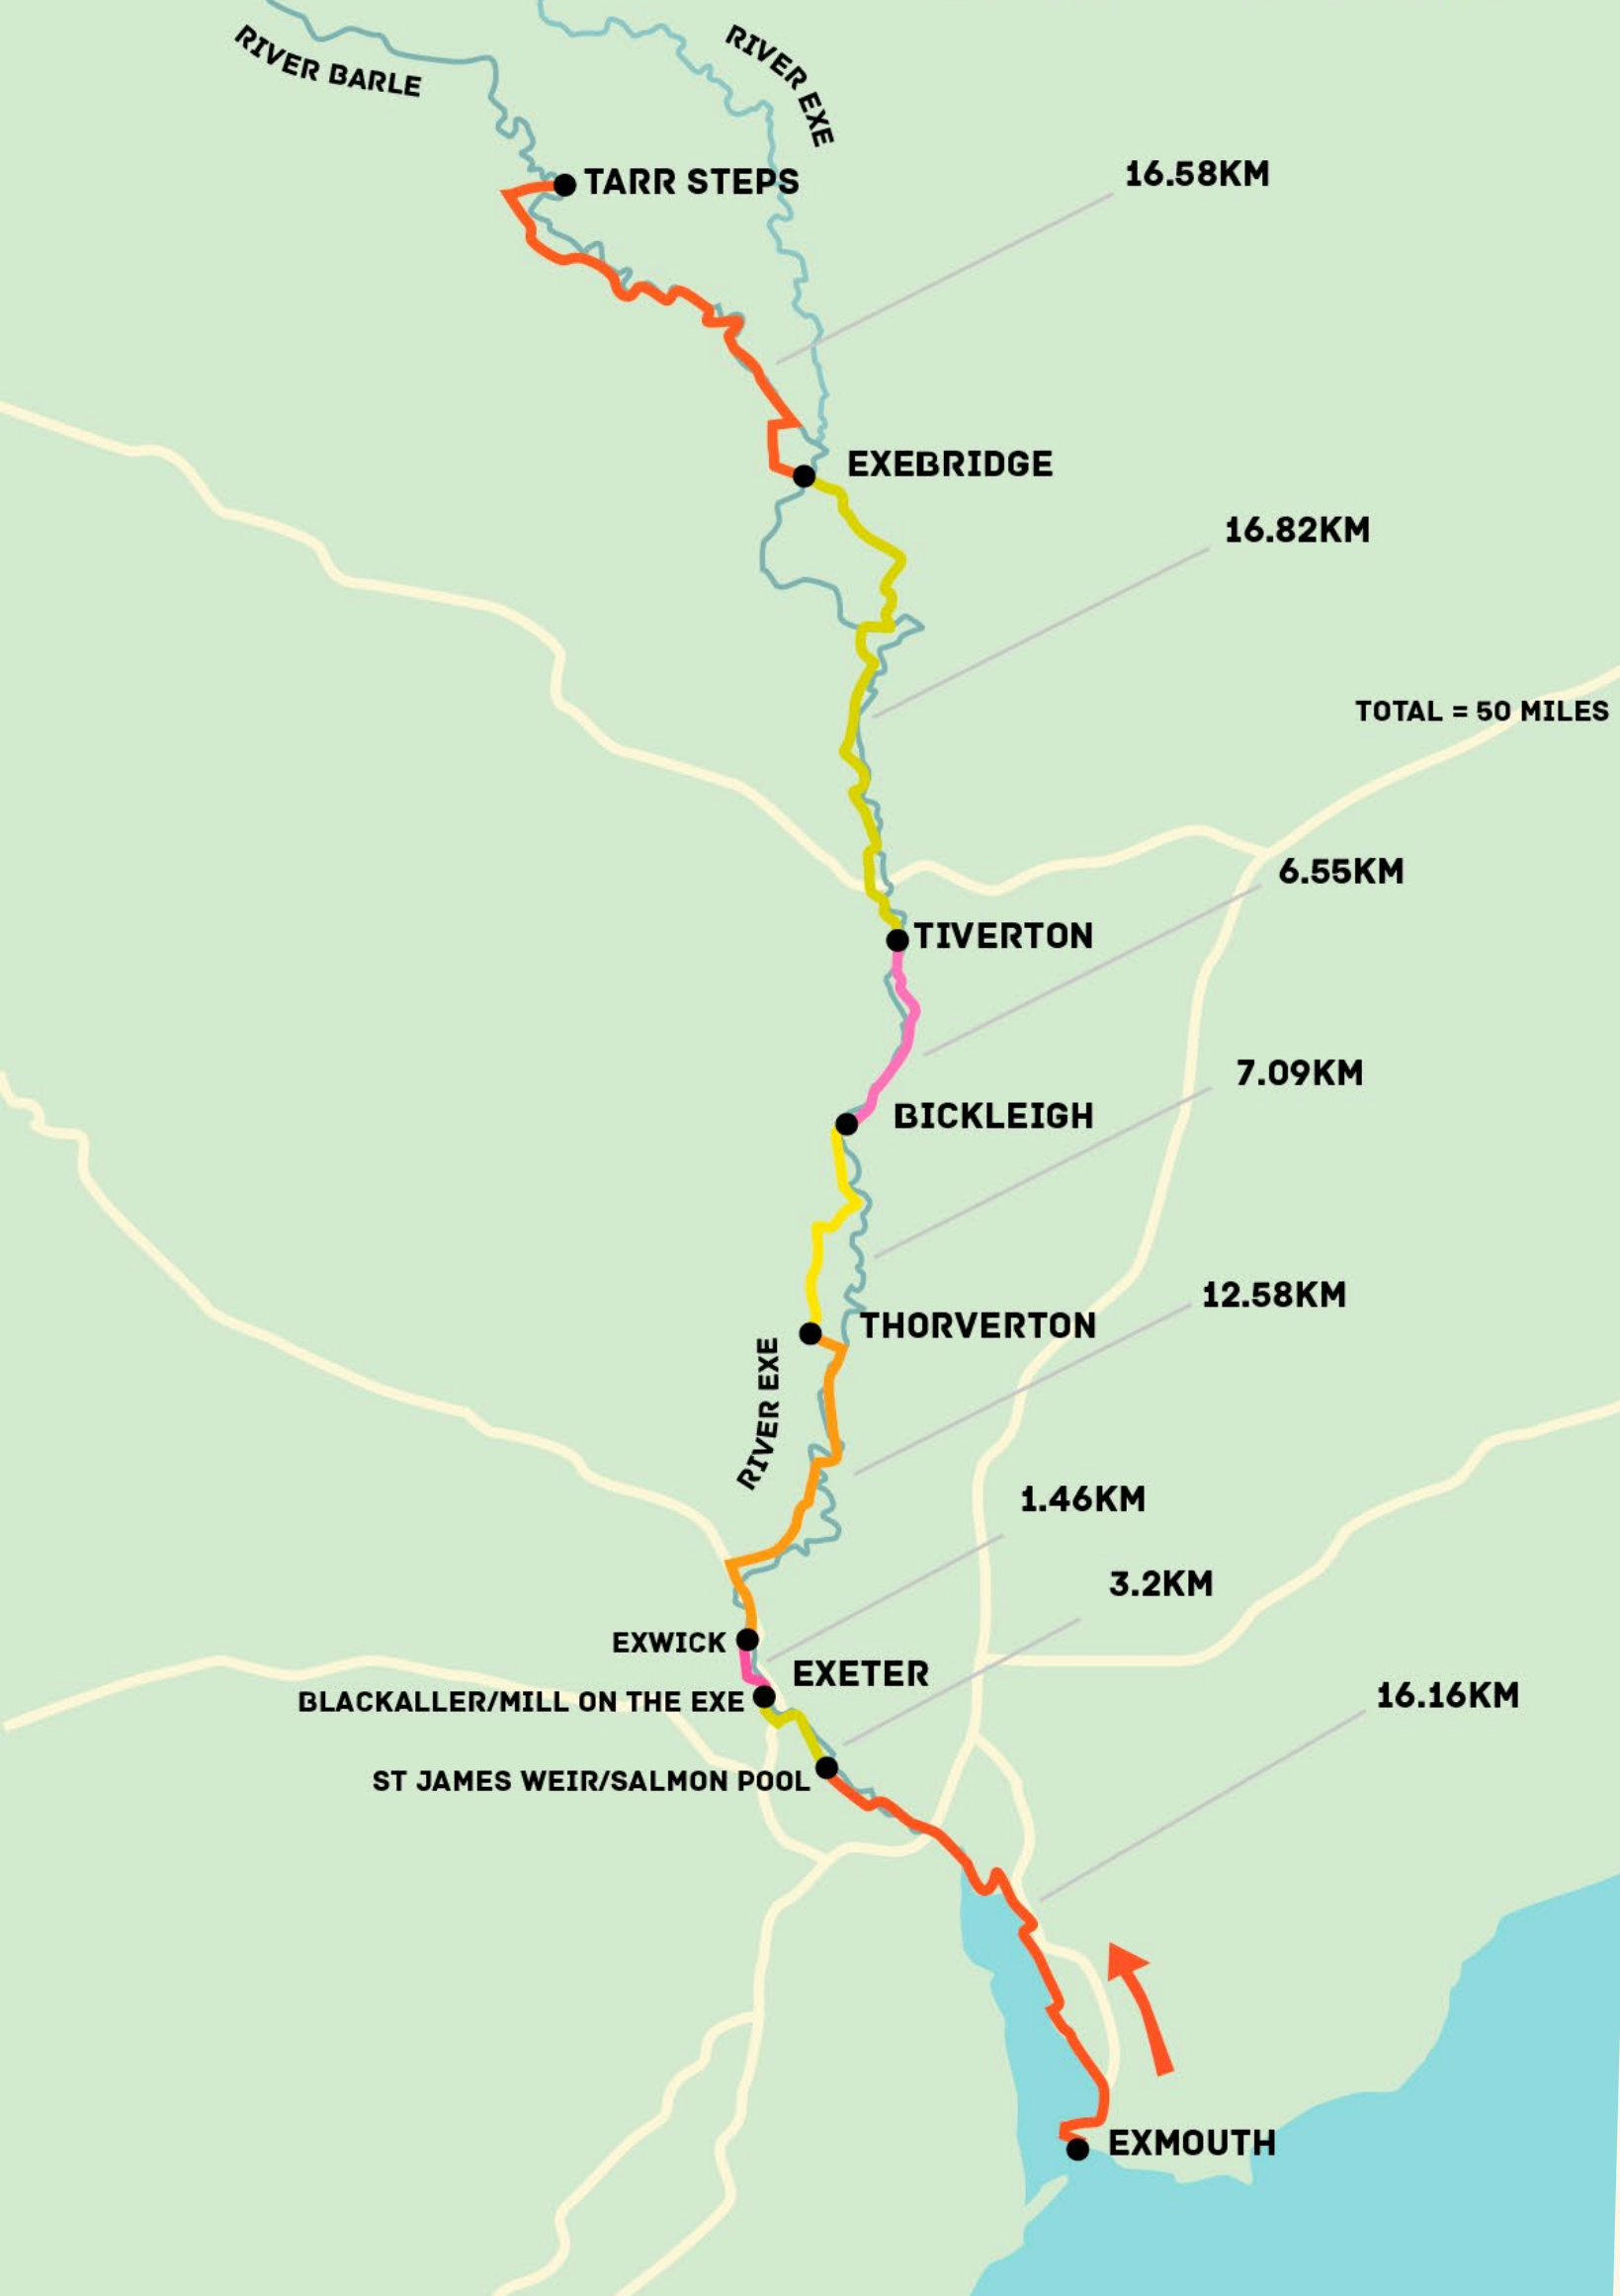 RIVER BARLE
RIVER EXE
TARR STEPS
16.58KM
EXEBRIDGE
16.82KM
TOTAL = 50 MILES
6.55KM
TIVERTON
7.09KM
BICKLEIGH
12.58KM
THORVERTON
RIVER EXE
1.46KM
3.2KM
EXWICK
EXETER
BLACKALLER/MILL ON THE EXE
16.16KM
ST JAMES WEIR/SALMON POOL
EXMOUTH